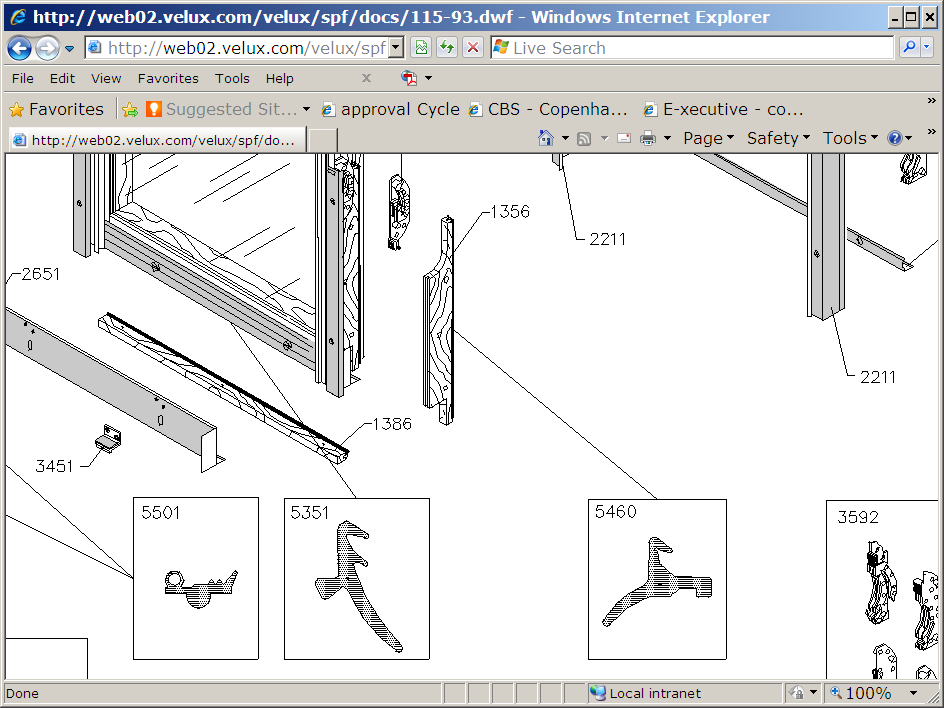 http://web02.velux.com/velux/spf/docs/115-93.dwf - Windows Internet Explorer
http://web02.velux.com/velux/spf
Live Search
File Edit View Favorites Tools Help
x
Favorites
Suggested Sit...
approval Cycle
CBS - Copenha...
E-xecutive - co...
»
http://web02.velux.com/velux/spf/do...
Page
Safety
Tools
»
1356
2211
2651
2211
1386
3451
5501
5351
5460
3592
Done
Local intranet
100%